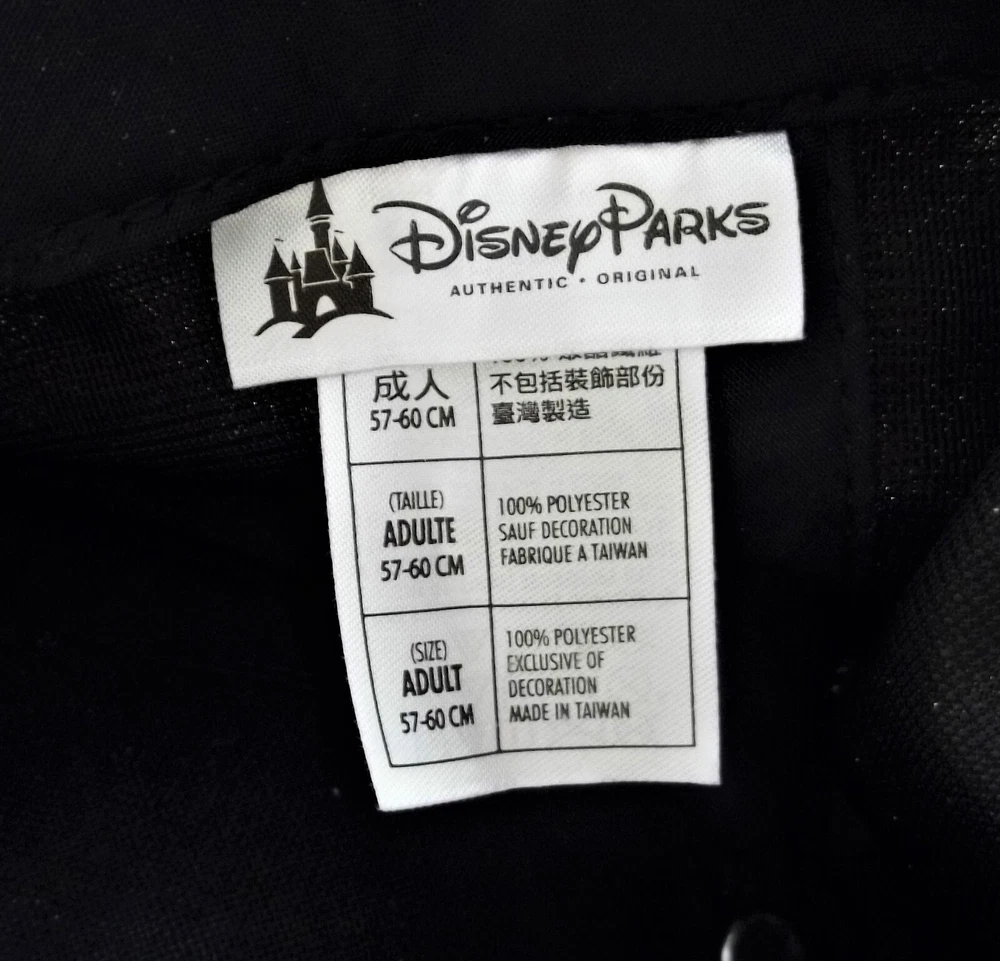 DISNEY PARKS
AUTHENTIC • ORIGINAL
成人
57-60 CM
不包括裝飾部份
臺灣製造
(TAILLE)
ADULTE
57-60 CM
100% POLYESTER
SAUF DECORATION
FABRIQUE A TAIWAN
(SIZE)
ADULT
57-60 CM
100% POLYESTER
EXCLUSIVE OF
DECORATION
MADE IN TAIWAN